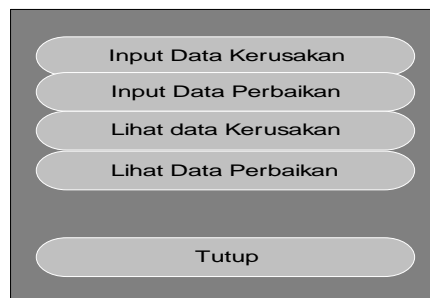 Input Data Kerusakan
Input Data Perbaikan
Lihat data Kerusakan
Lihat Data Perbaikan
Tutup